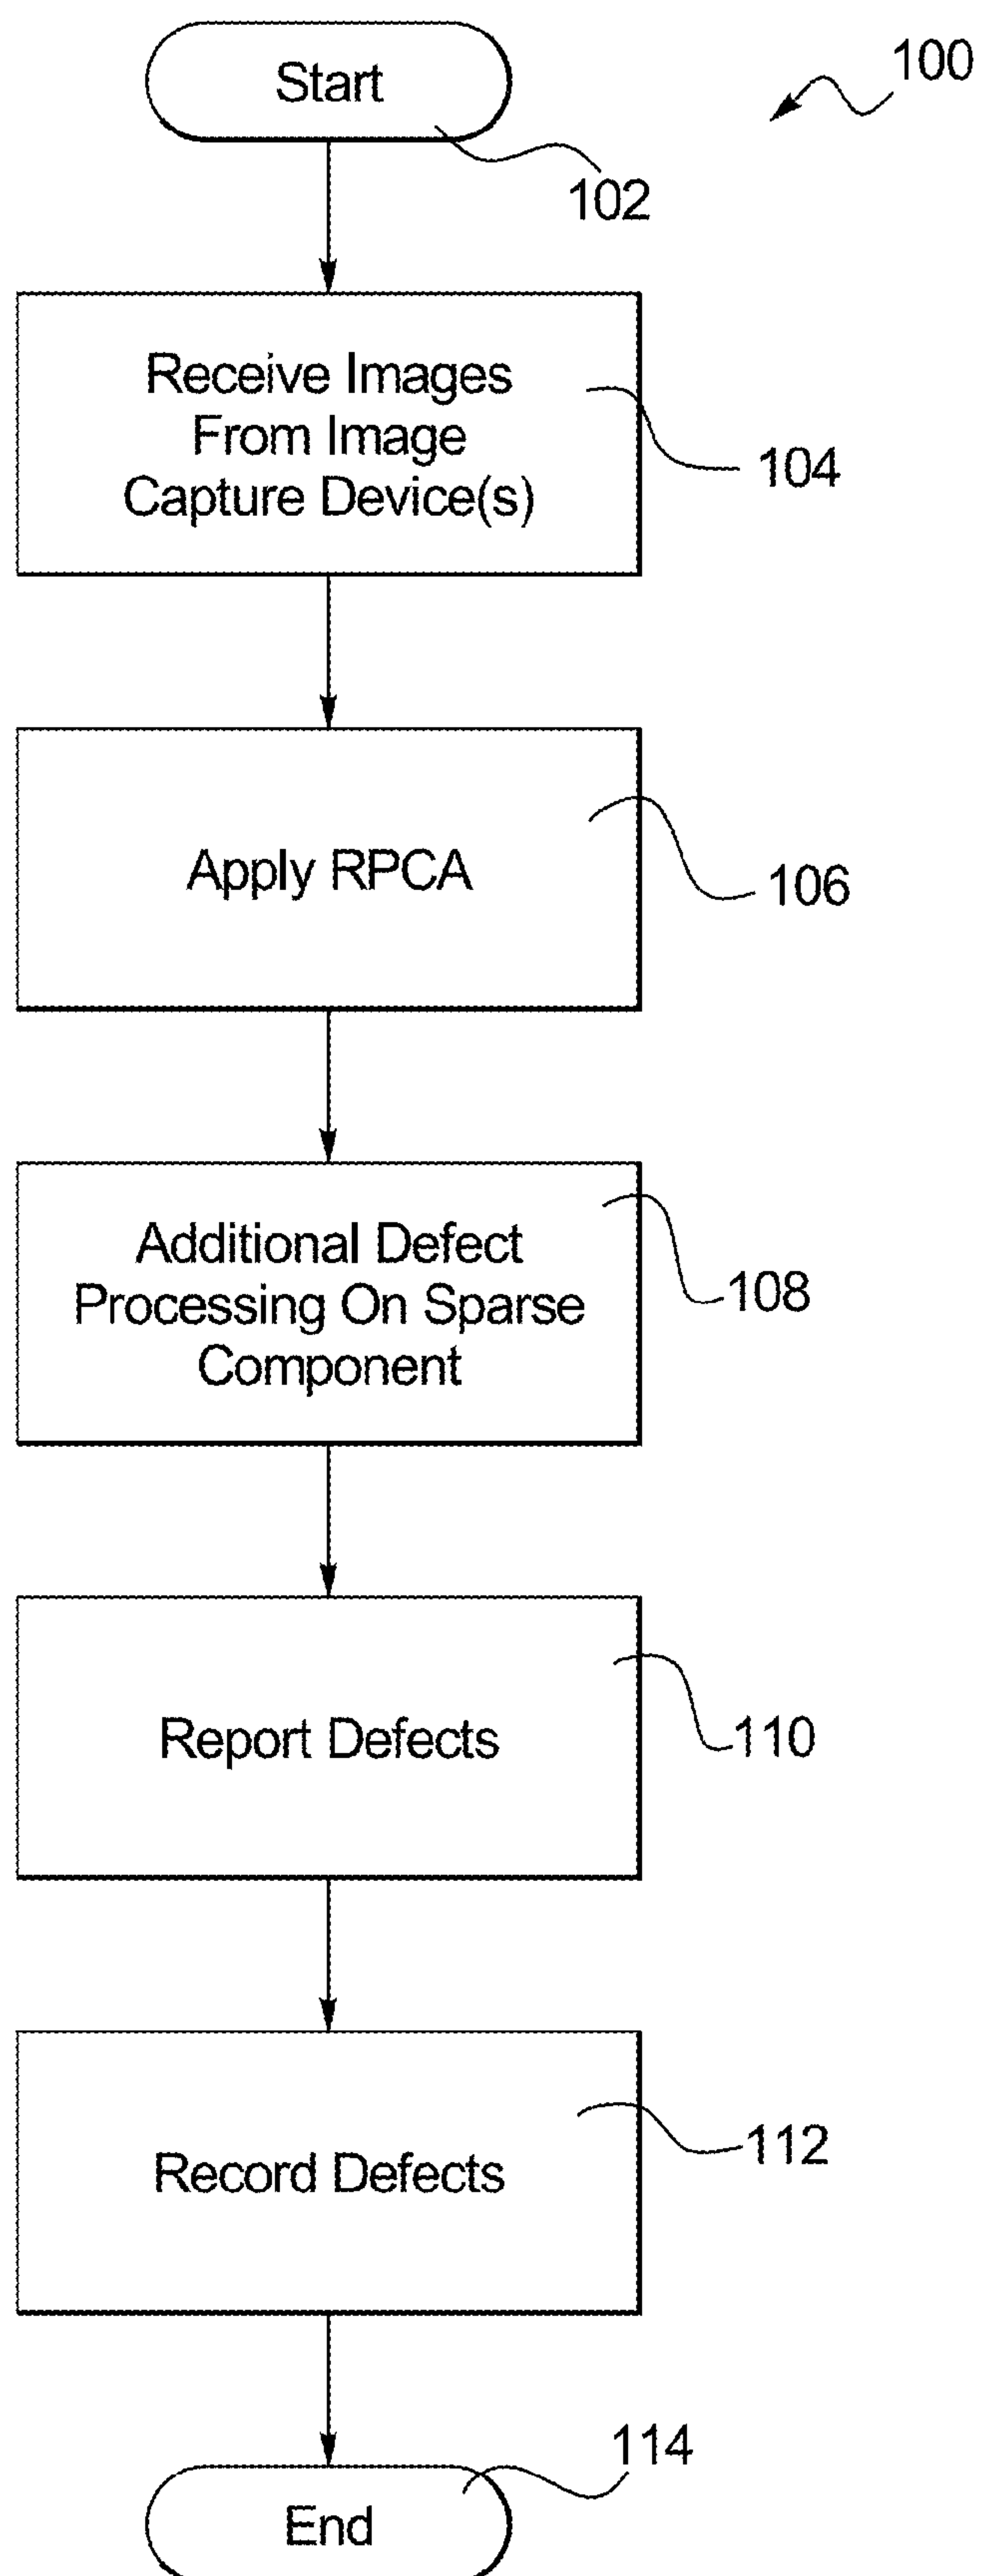 Start
100
102
Receive Images
From Image
Capture Device(s)
104
Apply RPCA
106
Additional Defect
Processing On Sparse
Component
108
Report Defects
110
Record Defects
112
114
End